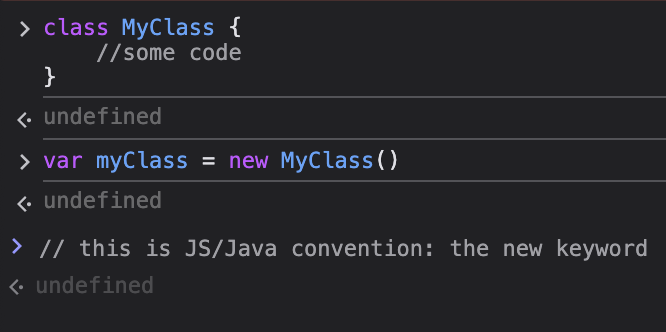 class MyClass {
    //some code
}
undefined
var myClass = new MyClass()
undefined
// this is JS/Java convention: the new keyword
undefined